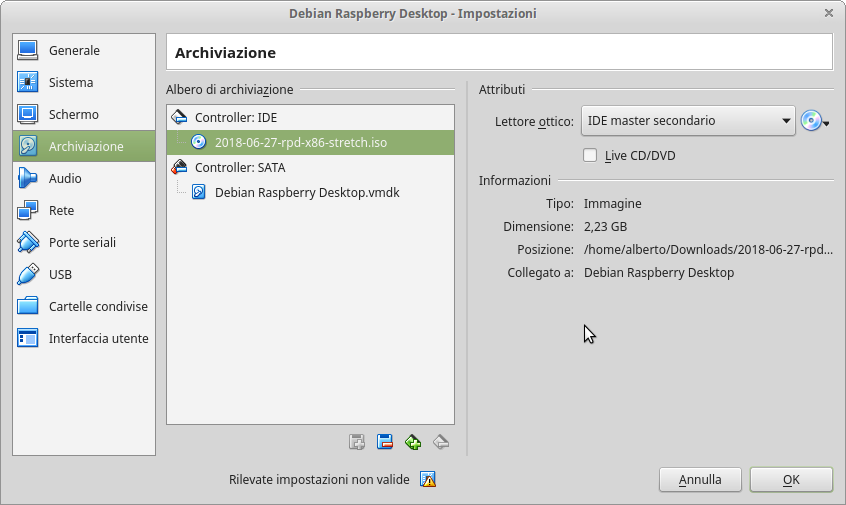 Debian Raspberry Desktop - Impostazioni
Generale
Sistema
Schermo
Archiviazione
Audio
Rete
Porte seriali
USB
Cartelle condivise
Interfaccia utente
Archiviazione
Albero di archiviazione
Controller: IDE
2018-06-27-rpd-x86-stretch.iso
Controller: SATA
Debian Raspberry Desktop.vmdk
Attributi
Lettore ottico: IDE master secondario
Live CD/DVD
Informazioni
Tipo: Immagine
Dimensione: 2,23 GB
Posizione: /home/alberto/Downloads/2018-06-27-rpd...
Collegato a: Debian Raspberry Desktop
Rilevate impostazioni non valide
Annulla
OK